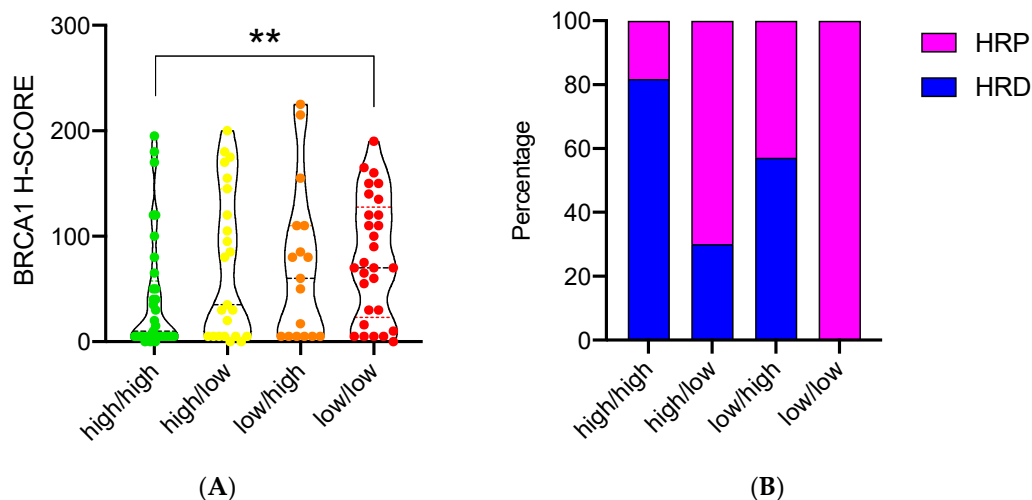 300
200
100
0
BRCA1 H-SCORE
**
high/high
high/low
low/high
low/low
(A)
100
80
60
40
20
0
Percentage
high/high
high/low
low/high
low/low
HRP
HRD
(B)